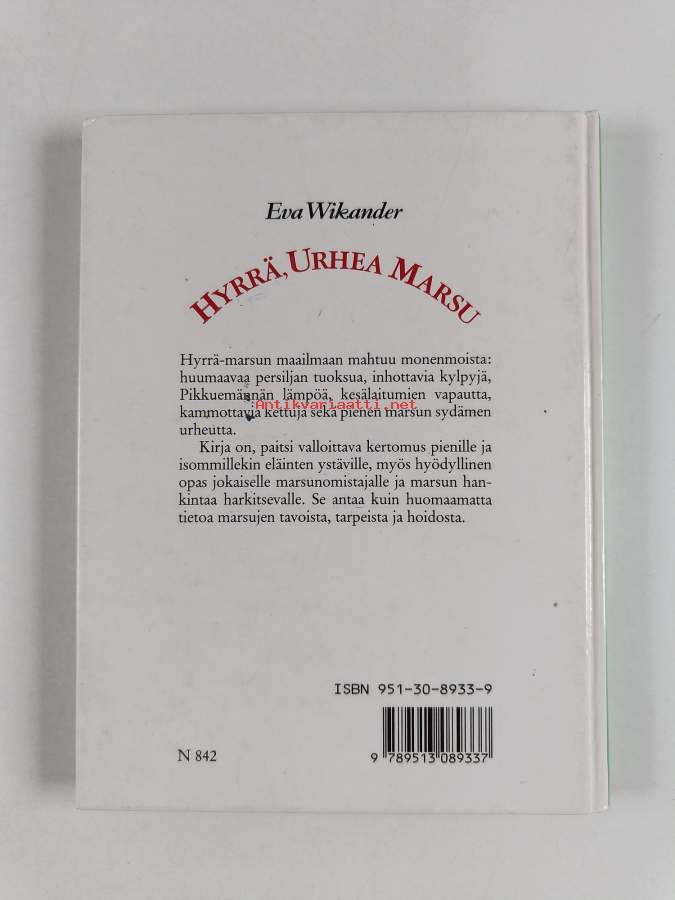 Eva Wikander
HYRRÄ, URHEA MARSU
Hyrrä-marsun maailmaan mahtuu monenmoista:
huumaavaa persiljan tuoksua, inhottavia kylpyjä,
Pikkuemännän lämpöä, kesälaitumien vapautta,
Antikvariaatti.net
kammottavia kettuja sekä pienen marsun sydämen
urheutta.
Kirja on, paitsi valloittava kertomus pienille ja
isommillekin eläinten ystäville, myös hyödyllinen
opas jokaiselle marsunomistajalle ja marsun han-
kintaa harkitsevalle. Se antaa kuin huomaamatta
tietoa marsujen tavoista, tarpeista ja hoidosta.
ISBN 951-30-8933-9
N 842
9 789513 089337